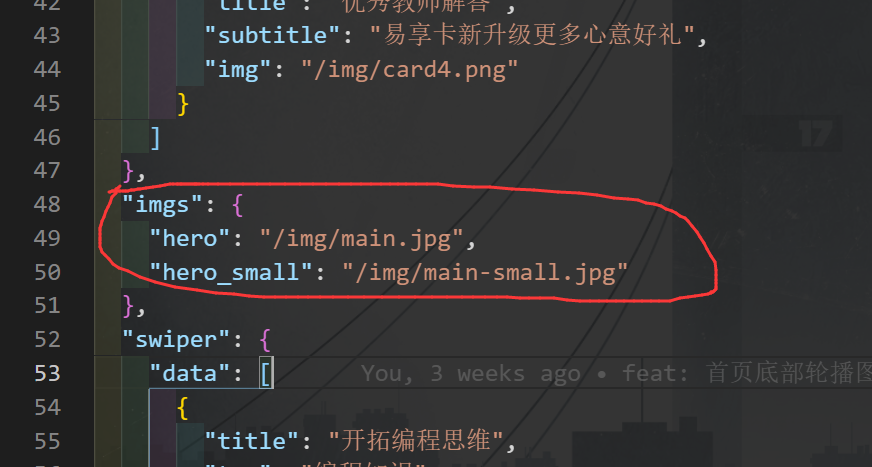 42 "title": "优秀教师解答",
43 "subtitle": "易享卡新升级更多心意好礼",
44 "img": "/img/card4.png"
45 }
46 ]
47 },
48 "imgs": {
49 "hero": "/img/main.jpg",
50 "hero_small": "/img/main-small.jpg"
51 },
52 "swiper": {
53 "data": [ You, 3 weeks ago • feat: 首页底部轮播图
54 {
55 "title": "开拓编程思维",
17